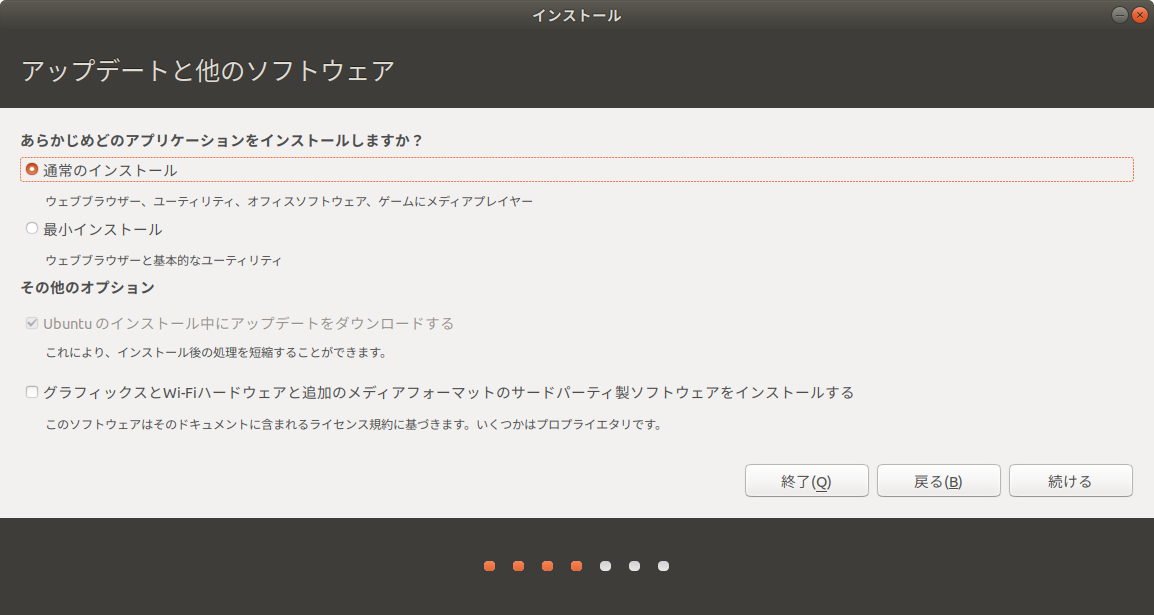 インストール
アップデートと他のソフトウェア
あらかじめどのアプリケーションをインストールしますか？
通常のインストール
ウェブブラウザー、ユーティリティ、オフィスソフトウェア、ゲームにメディアプレイヤー
最小インストール
ウェブブラウザーと基本的なユーティリティ
その他のオプション
Ubuntu のインストール中にアップデートをダウンロードする
これにより、インストール後の処理を短縮することができます。
グラフィックスとWi-Fiハードウェアと追加のメディアフォーマットのサードパーティ製ソフトウェアをインストールする
このソフトウェアはそのドキュメントに含まれるライセンス規約に基づきます。いくつかはプロプライエタリです。
終了(Q) 戻る(B) 続ける